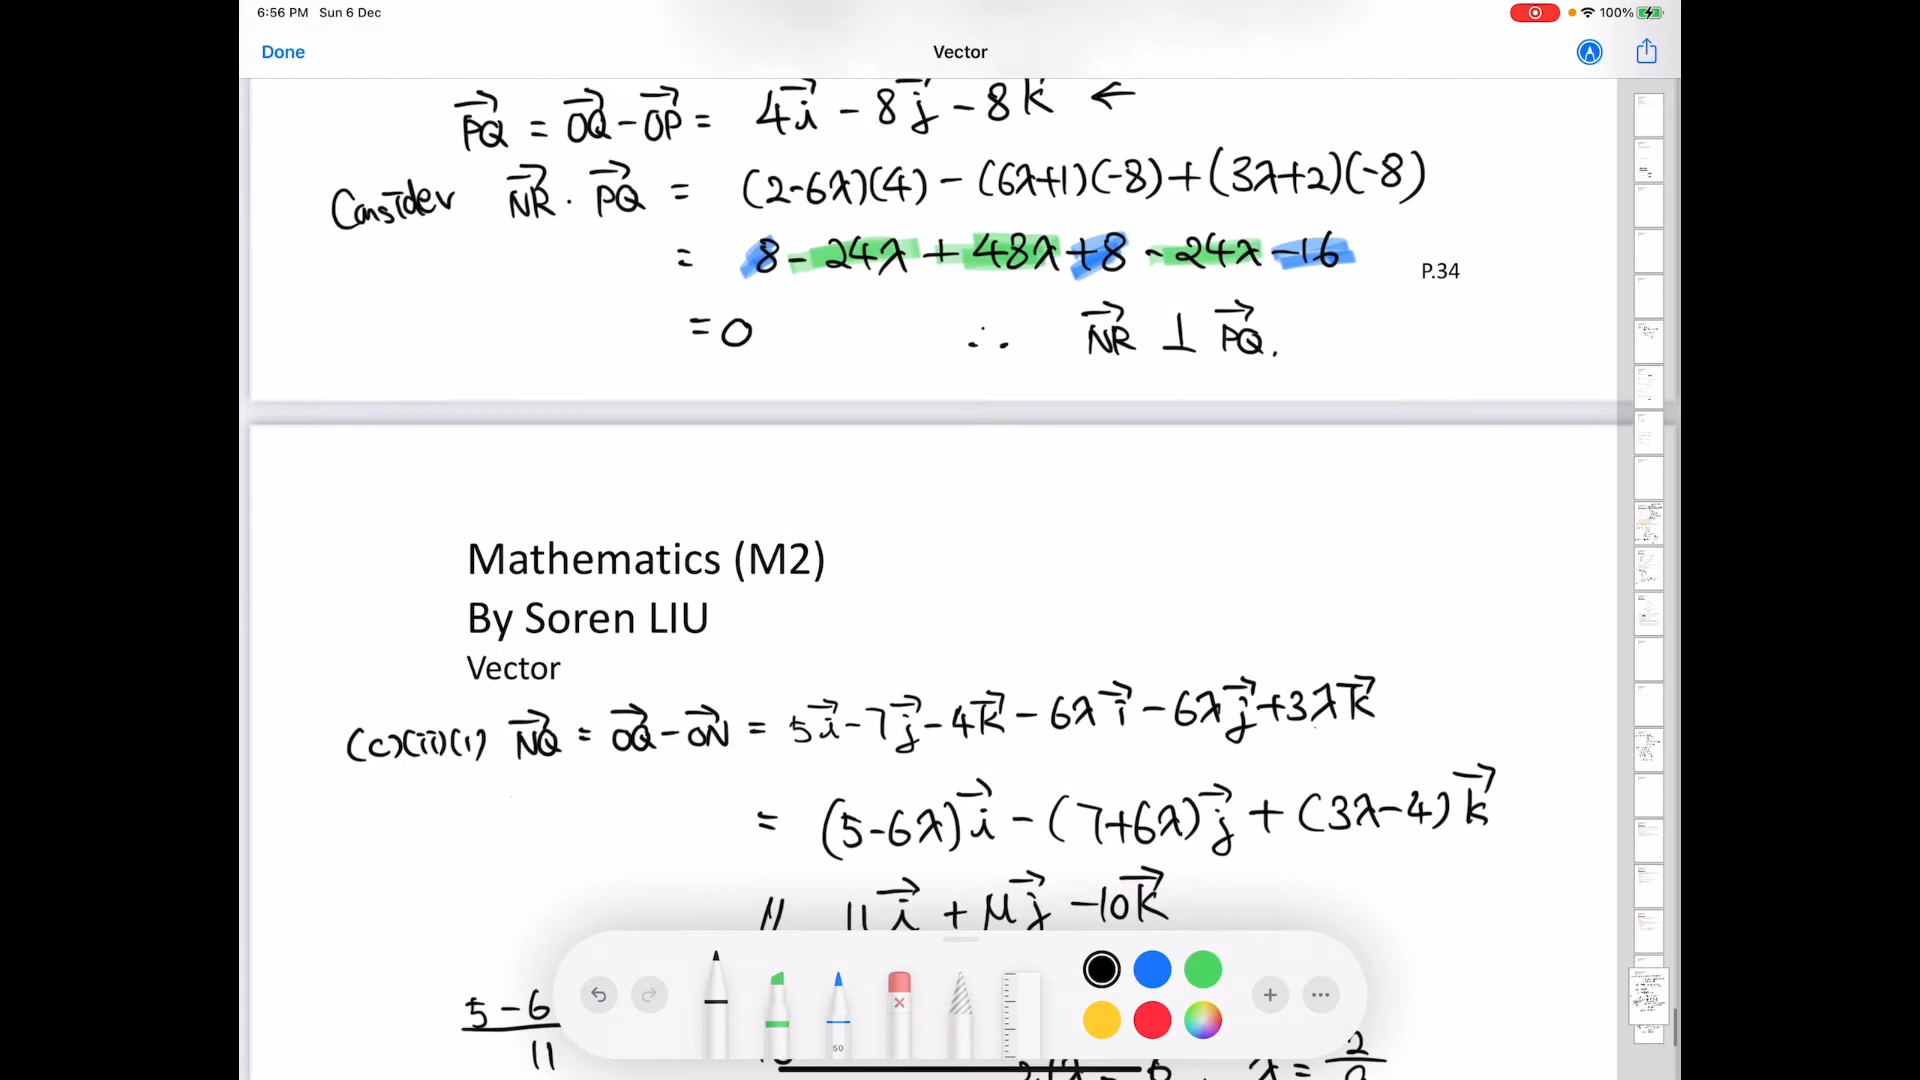 6:56 PM Sun 6 Dec
100%
Done
Vector
PQ = OQ - OP = 4i - 8j - 8k ←
Consider NR · PQ = (2-6λ)(4) - (6λ+1)(-8) + (3λ+2)(-8)
= 8 - 24λ + 48λ + 8 - 24λ - 16
P.34
= 0 ∴ NR ⊥ PQ.
Mathematics (M2)
By Soren LIU
Vector
(c)(ii)(1) NQ = OQ - ON = 5i - 7j - 4k - 6λi - 6λj + 3λk
= (5-6λ)i - (7+6λ)j + (3λ-4)k
// 11i + μj - 10k
5 - 6
11
λ = 2
50